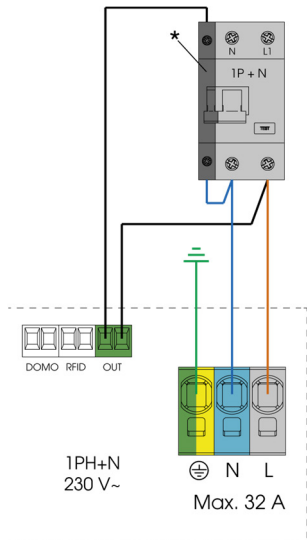 *
N L1
1P + N
TEST
DOMO RFID OUT
1PH+N
230 V~
N L
Max. 32 A